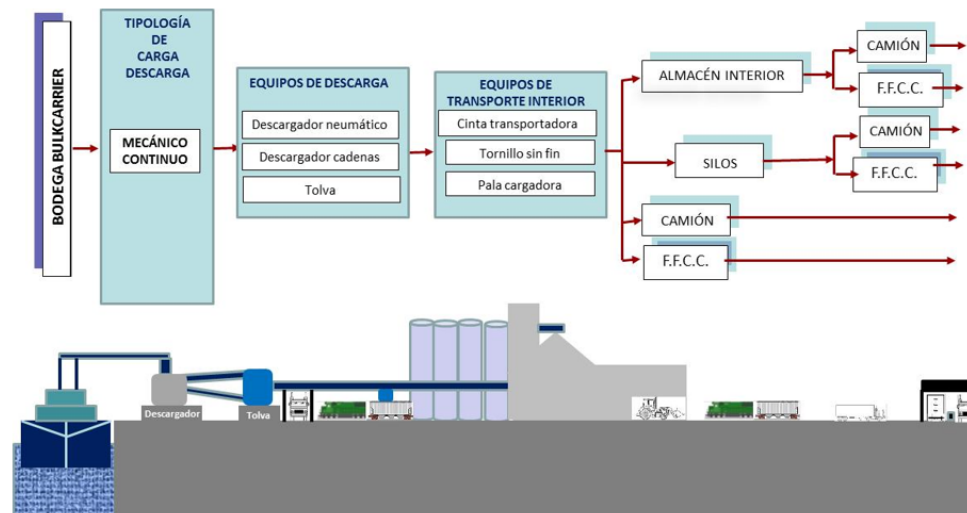 BODEGA BULKCARRIER
TIPOLOGÍA
DE
CARGA
DESCARGA
MECÁNICO
CONTINUO
EQUIPOS DE DESCARGA
Descargador neumático
Descargador cadenas
Tolva
EQUIPOS DE
TRANSPORTE INTERIOR
Cinta transportadora
Tornillo sin fin
Pala cargadora
ALMACÉN INTERIOR
CAMIÓN
F.F.C.C.
SILOS
CAMIÓN
F.F.C.C.
CAMIÓN
F.F.C.C.
Descargador
Tolva